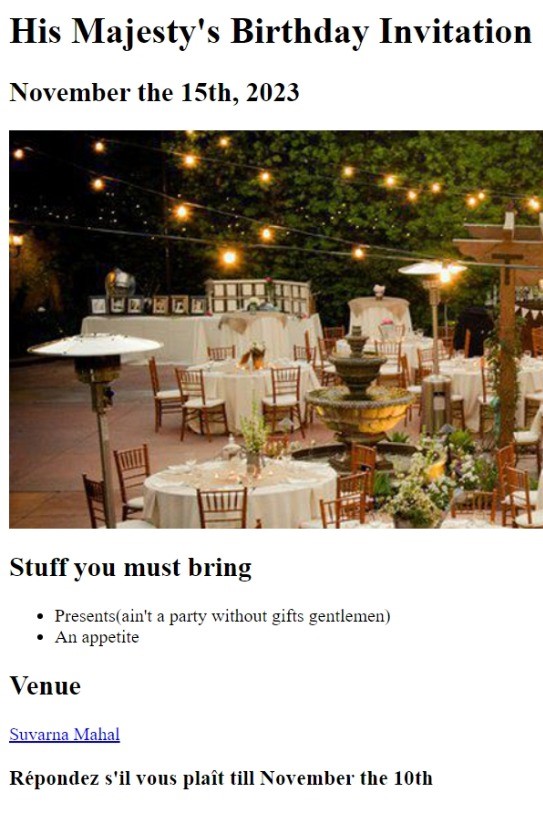 His Majesty's Birthday Invitation
November the 15th, 2023
Stuff you must bring
Presents(ain't a party without gifts gentlemen)
An appetite
Venue
Suvarna Mahal
Répondez s'il vous plaît till November the 10th